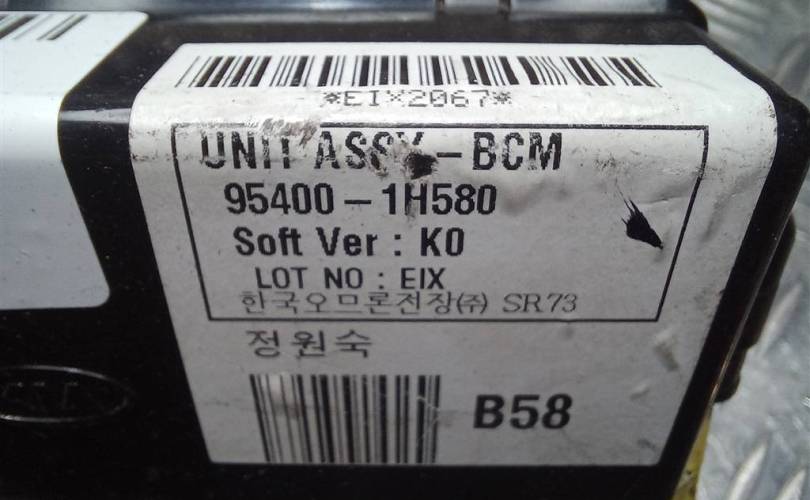 *EIX2067*
UNIT ASSY-BCM
95400-1H580
Soft Ver : K0
LOT NO : EIX
한국오므론전장㈜ SR73
정원숙
B58
KIA